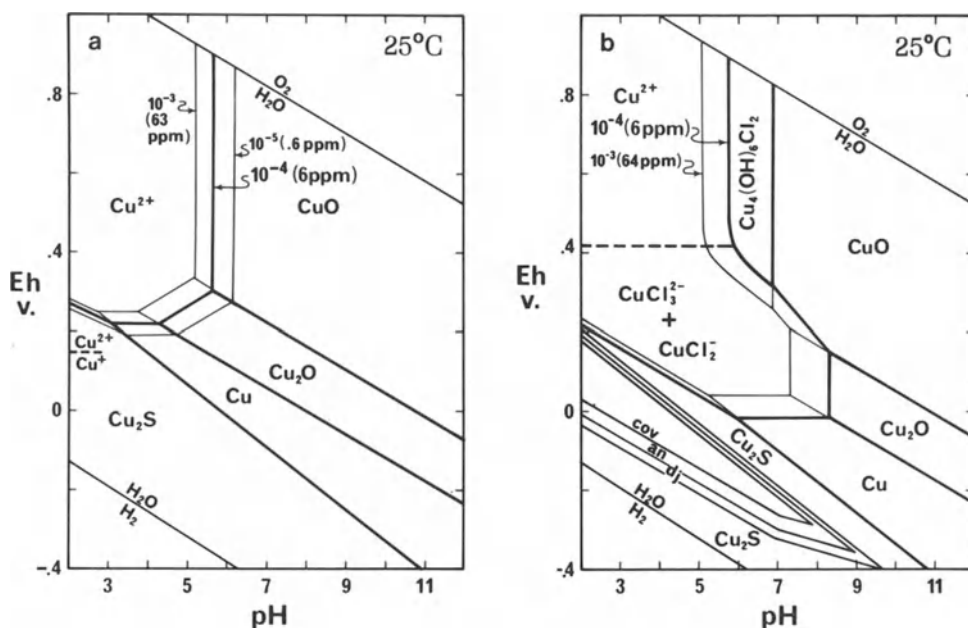 a
25°C
O2
H2O
.8
10-3
(63
ppm)
10-5 (.6 ppm)
10-4 (6ppm)
Cu2+
CuO
.4
Eh
v.
Cu2+
Cu+
Cu2O
Cu
0
Cu2S
H2O
H2
-.4
3 5 7 9 11
pH
b
25°C
O2
H2O
.8
Cu2+
10-4 (6ppm)
10-3 (64ppm)
Cu4(OH)6Cl2
CuO
.4
Eh
v.
CuCl3 2-
+
CuCl2 -
0
Cu2S
Cu2O
cov
an
dj
Cu
H2O
H2
Cu2S
-.4
3 5 7 9 11
pH